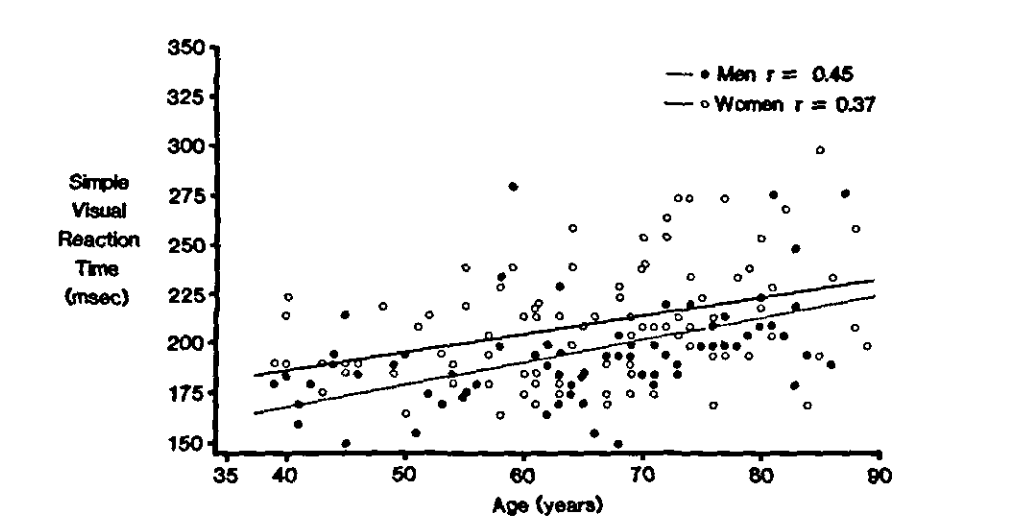 350
325
300
275
250
225
200
175
150
Simple
Visual
Reaction
Time
(msec)
Men r = 0.45
Women r = 0.37
35 40 50 60 70 80 90
Age (years)